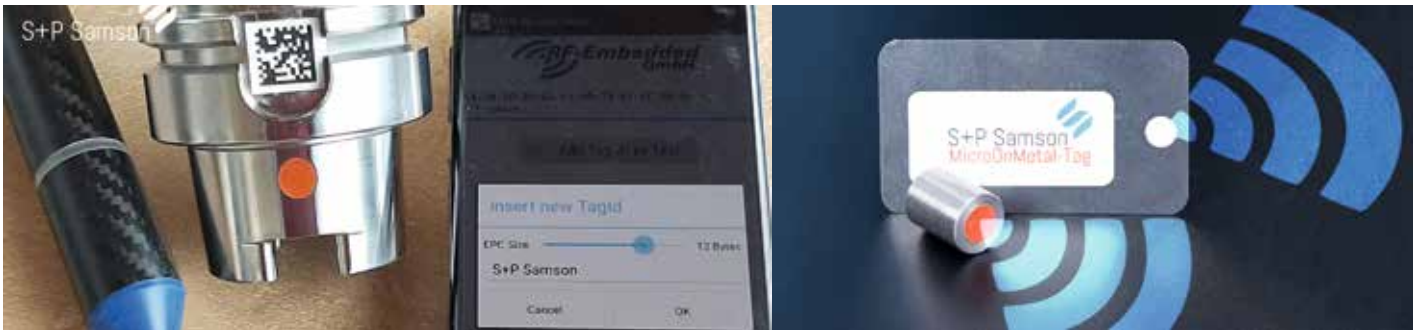 S+P Samson
RF-Embedded
GmbH
Insert new TagId
EPC Size
12 Bytes
S+P Samson
Cancel
OK
S+P Samson
MicroOnMetal-Tag